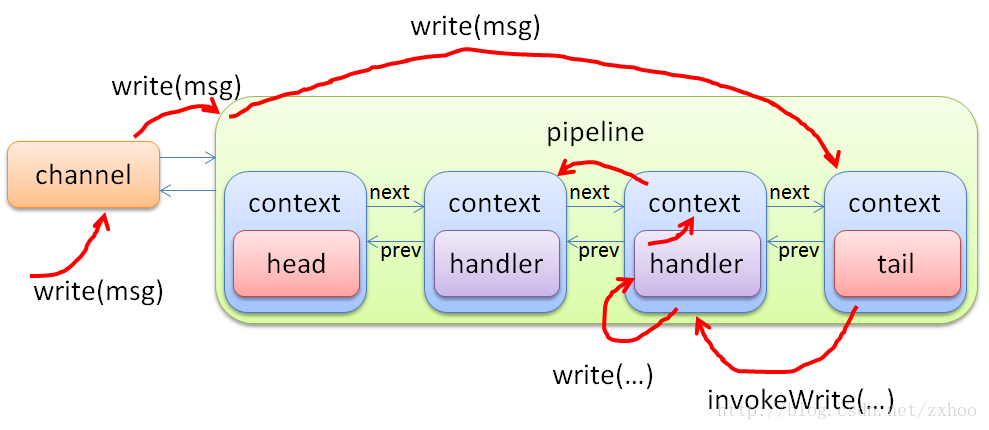 write(msg)
write(msg)
pipeline
channel
context
next
context
next
context
next
context
head
prev
handler
prev
handler
prev
tail
write(msg)
write(...)
invokeWrite(...)
http://blog.csdn.net/zxhoo